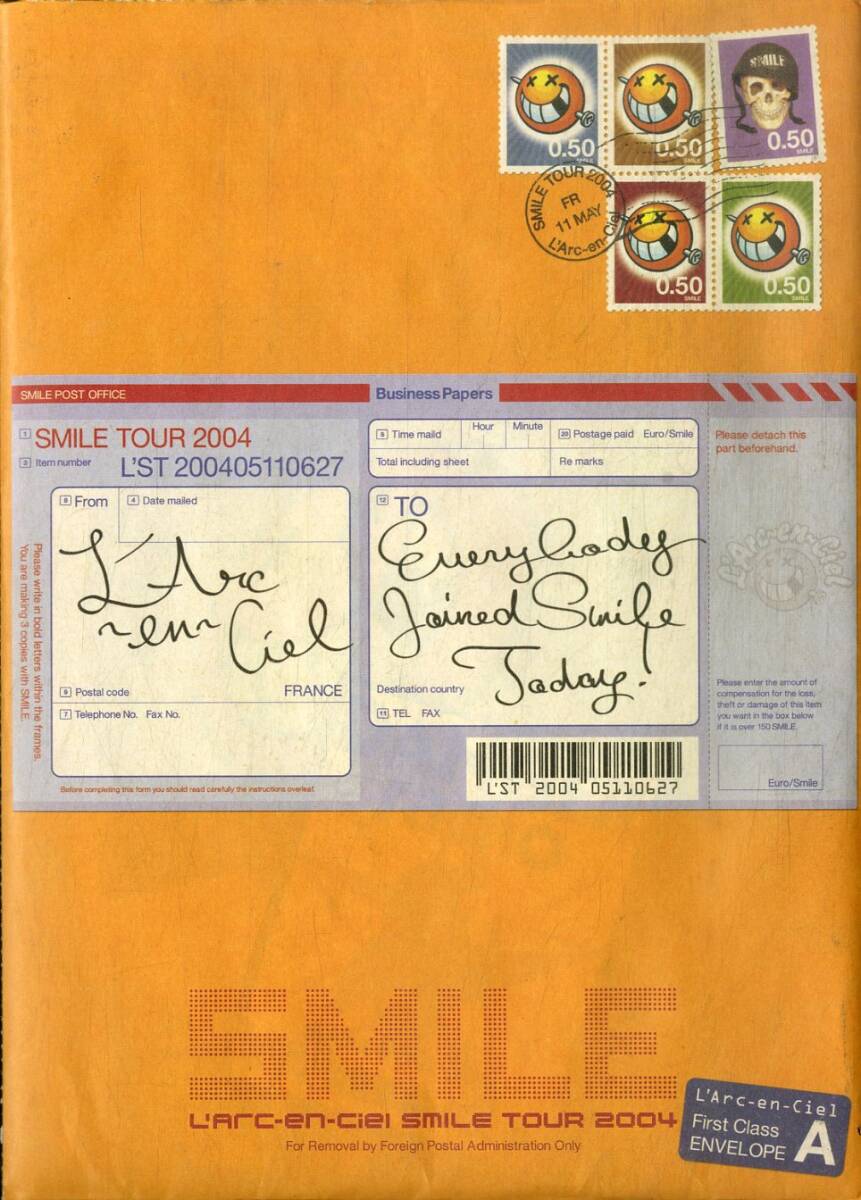 SMILE
0.50
SMILE
0.50
SMILE
0.50
SMILE
SMILE TOUR 2004
FR
11 MAY
L'Arc~en~Ciel
0.50
SMILE
0.50
SMILE
SMILE POST OFFICE
Business Papers
1 SMILE TOUR 2004
2 Item number L'ST 200405110627
5 Time maild Hour Minute 20 Postage paid Euro/Smile
Total including sheet Re marks
Please detach this
part beforehand.
3 From 4 Date mailed
L'Arc
~en~ Ciel
6 Postal code FRANCE
7 Telephone No. Fax No.
12 TO
Everybody
Joined Smile
Today!
Destination country
11 TEL FAX
Please write in bold letters within the frames.
You are making 3 copies with SMILE
Before completing this form you should read carefully the instructions overleaf.
L'ST 2004 05110627
L'Arc~en~Ciel
Please enter the amount of
compensation for the loss,
theft or damage of this item
you want in the box below
if it is over 150 SMILE.
Euro/Smile
SMILE
L'Arc-en-Ciel SMILE TOUR 2004
For Removal by Foreign Postal Administration Only
L'Arc-en-Ciel
First Class
ENVELOPE A